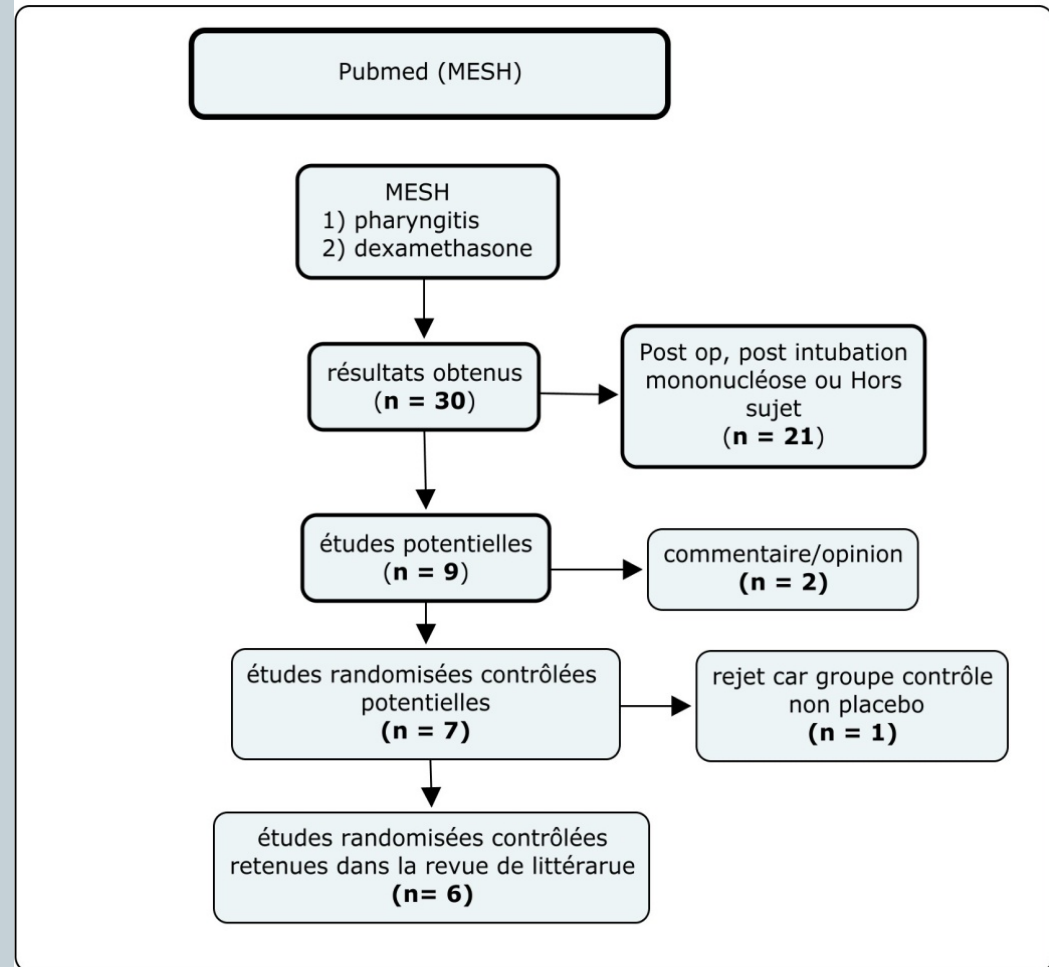 Pubmed (MESH)
MESH
1) pharyngitis
2) dexamethasone
résultats obtenus
(n = 30)
Post op, post intubation
mononucléose ou Hors
sujet
(n = 21)
études potentielles
(n = 9)
commentaire/opinion
(n = 2)
études randomisées contrôlées
potentielles
(n = 7)
rejet car groupe contrôle
non placebo
(n = 1)
études randomisées contrôlées
retenues dans la revue de littérarue
(n= 6)